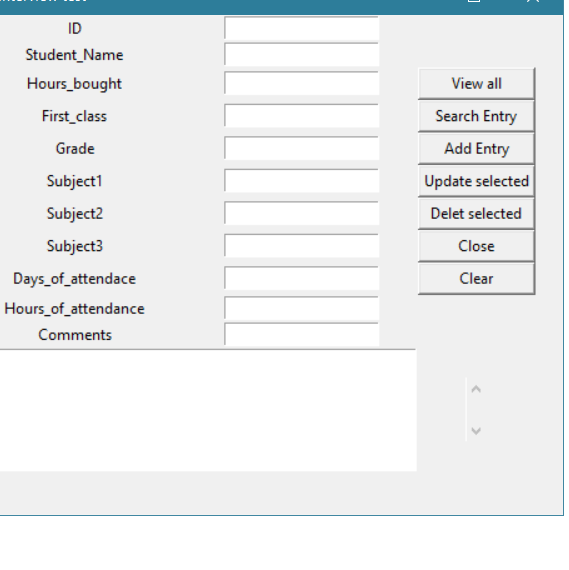 ID
Student_Name
Hours_bought
View all
First_class
Search Entry
Grade
Add Entry
Subject1
Update selected
Subject2
Delet selected
Subject3
Close
Days_of_attendace
Clear
Hours_of_attendance
Comments